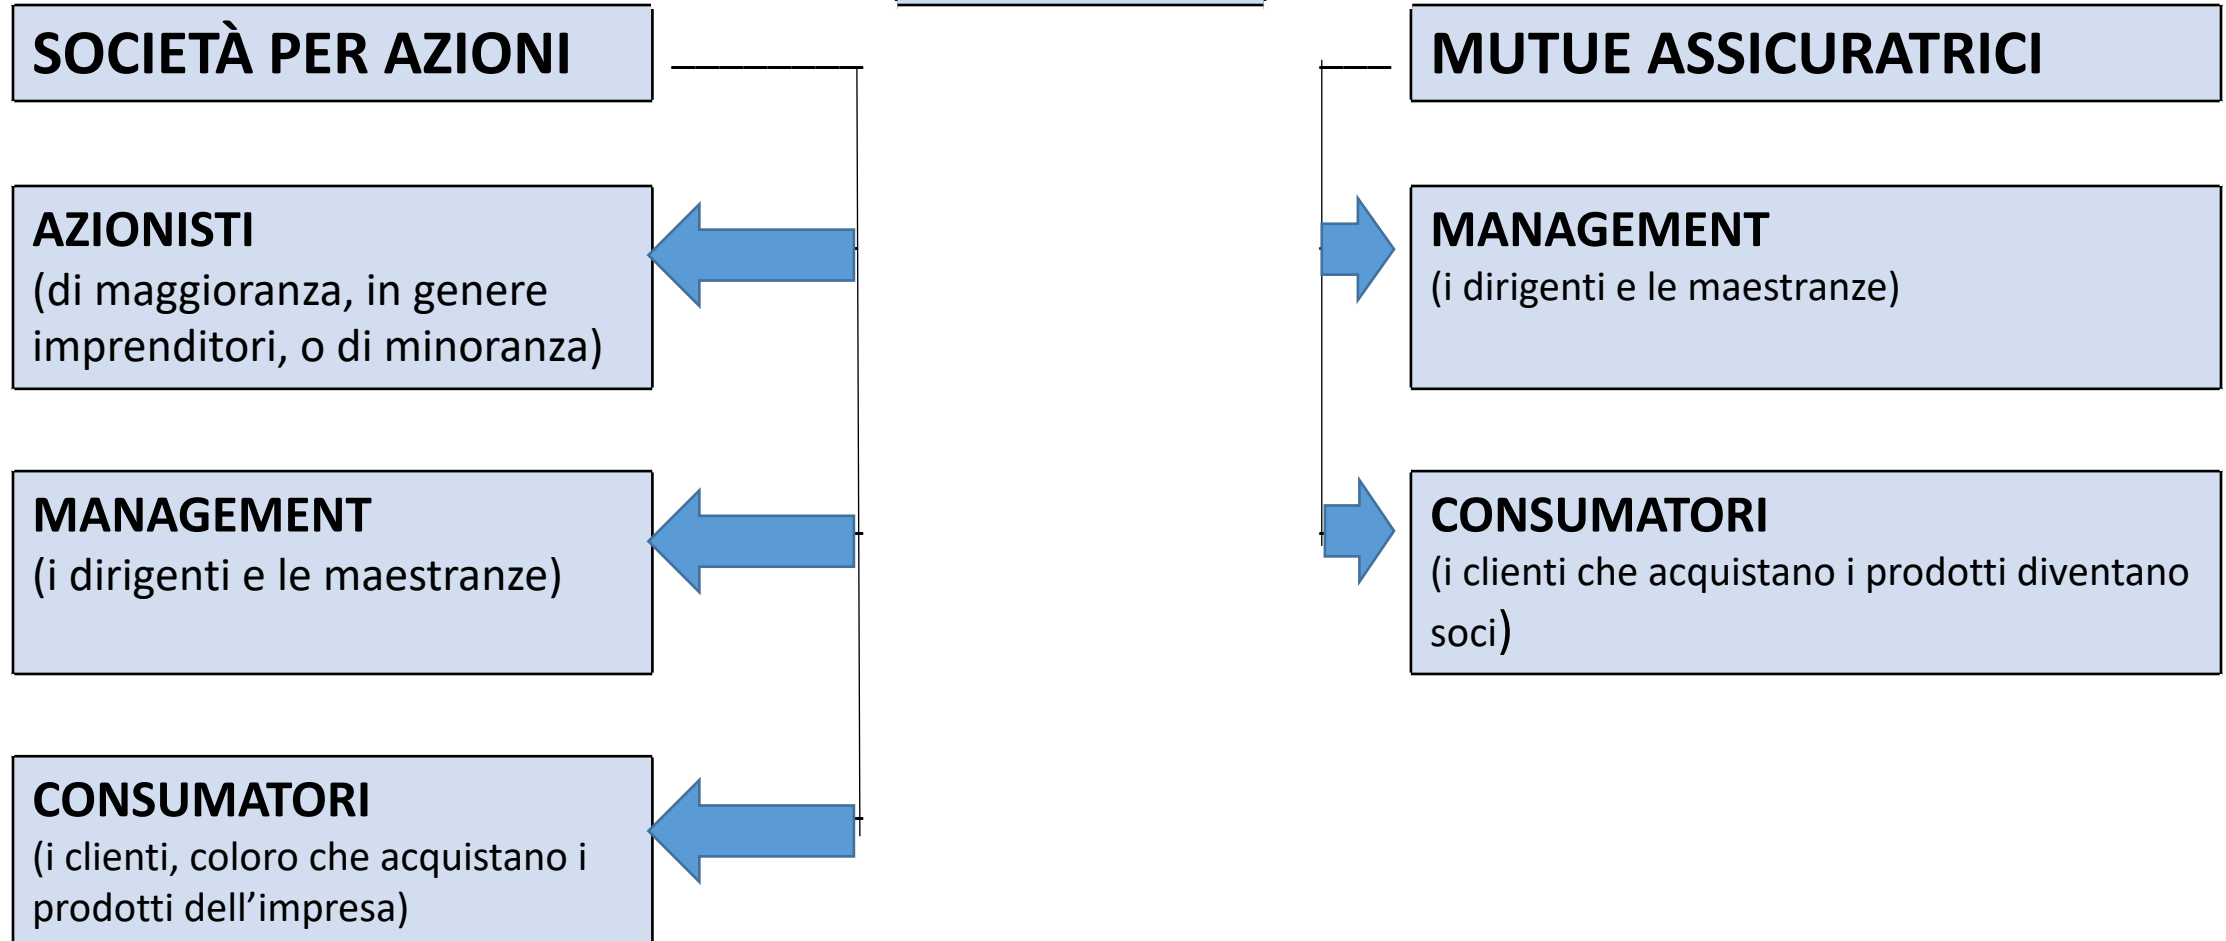 SOCIETÀ PER AZIONI
MUTUE ASSICURATRICI
AZIONISTI
(di maggioranza, in genere
imprenditori, o di minoranza)
MANAGEMENT
(i dirigenti e le maestranze)
MANAGEMENT
(i dirigenti e le maestranze)
CONSUMATORI
(i clienti che acquistano i prodotti diventano
soci)
CONSUMATORI
(i clienti, coloro che acquistano i
prodotti dell’impresa)